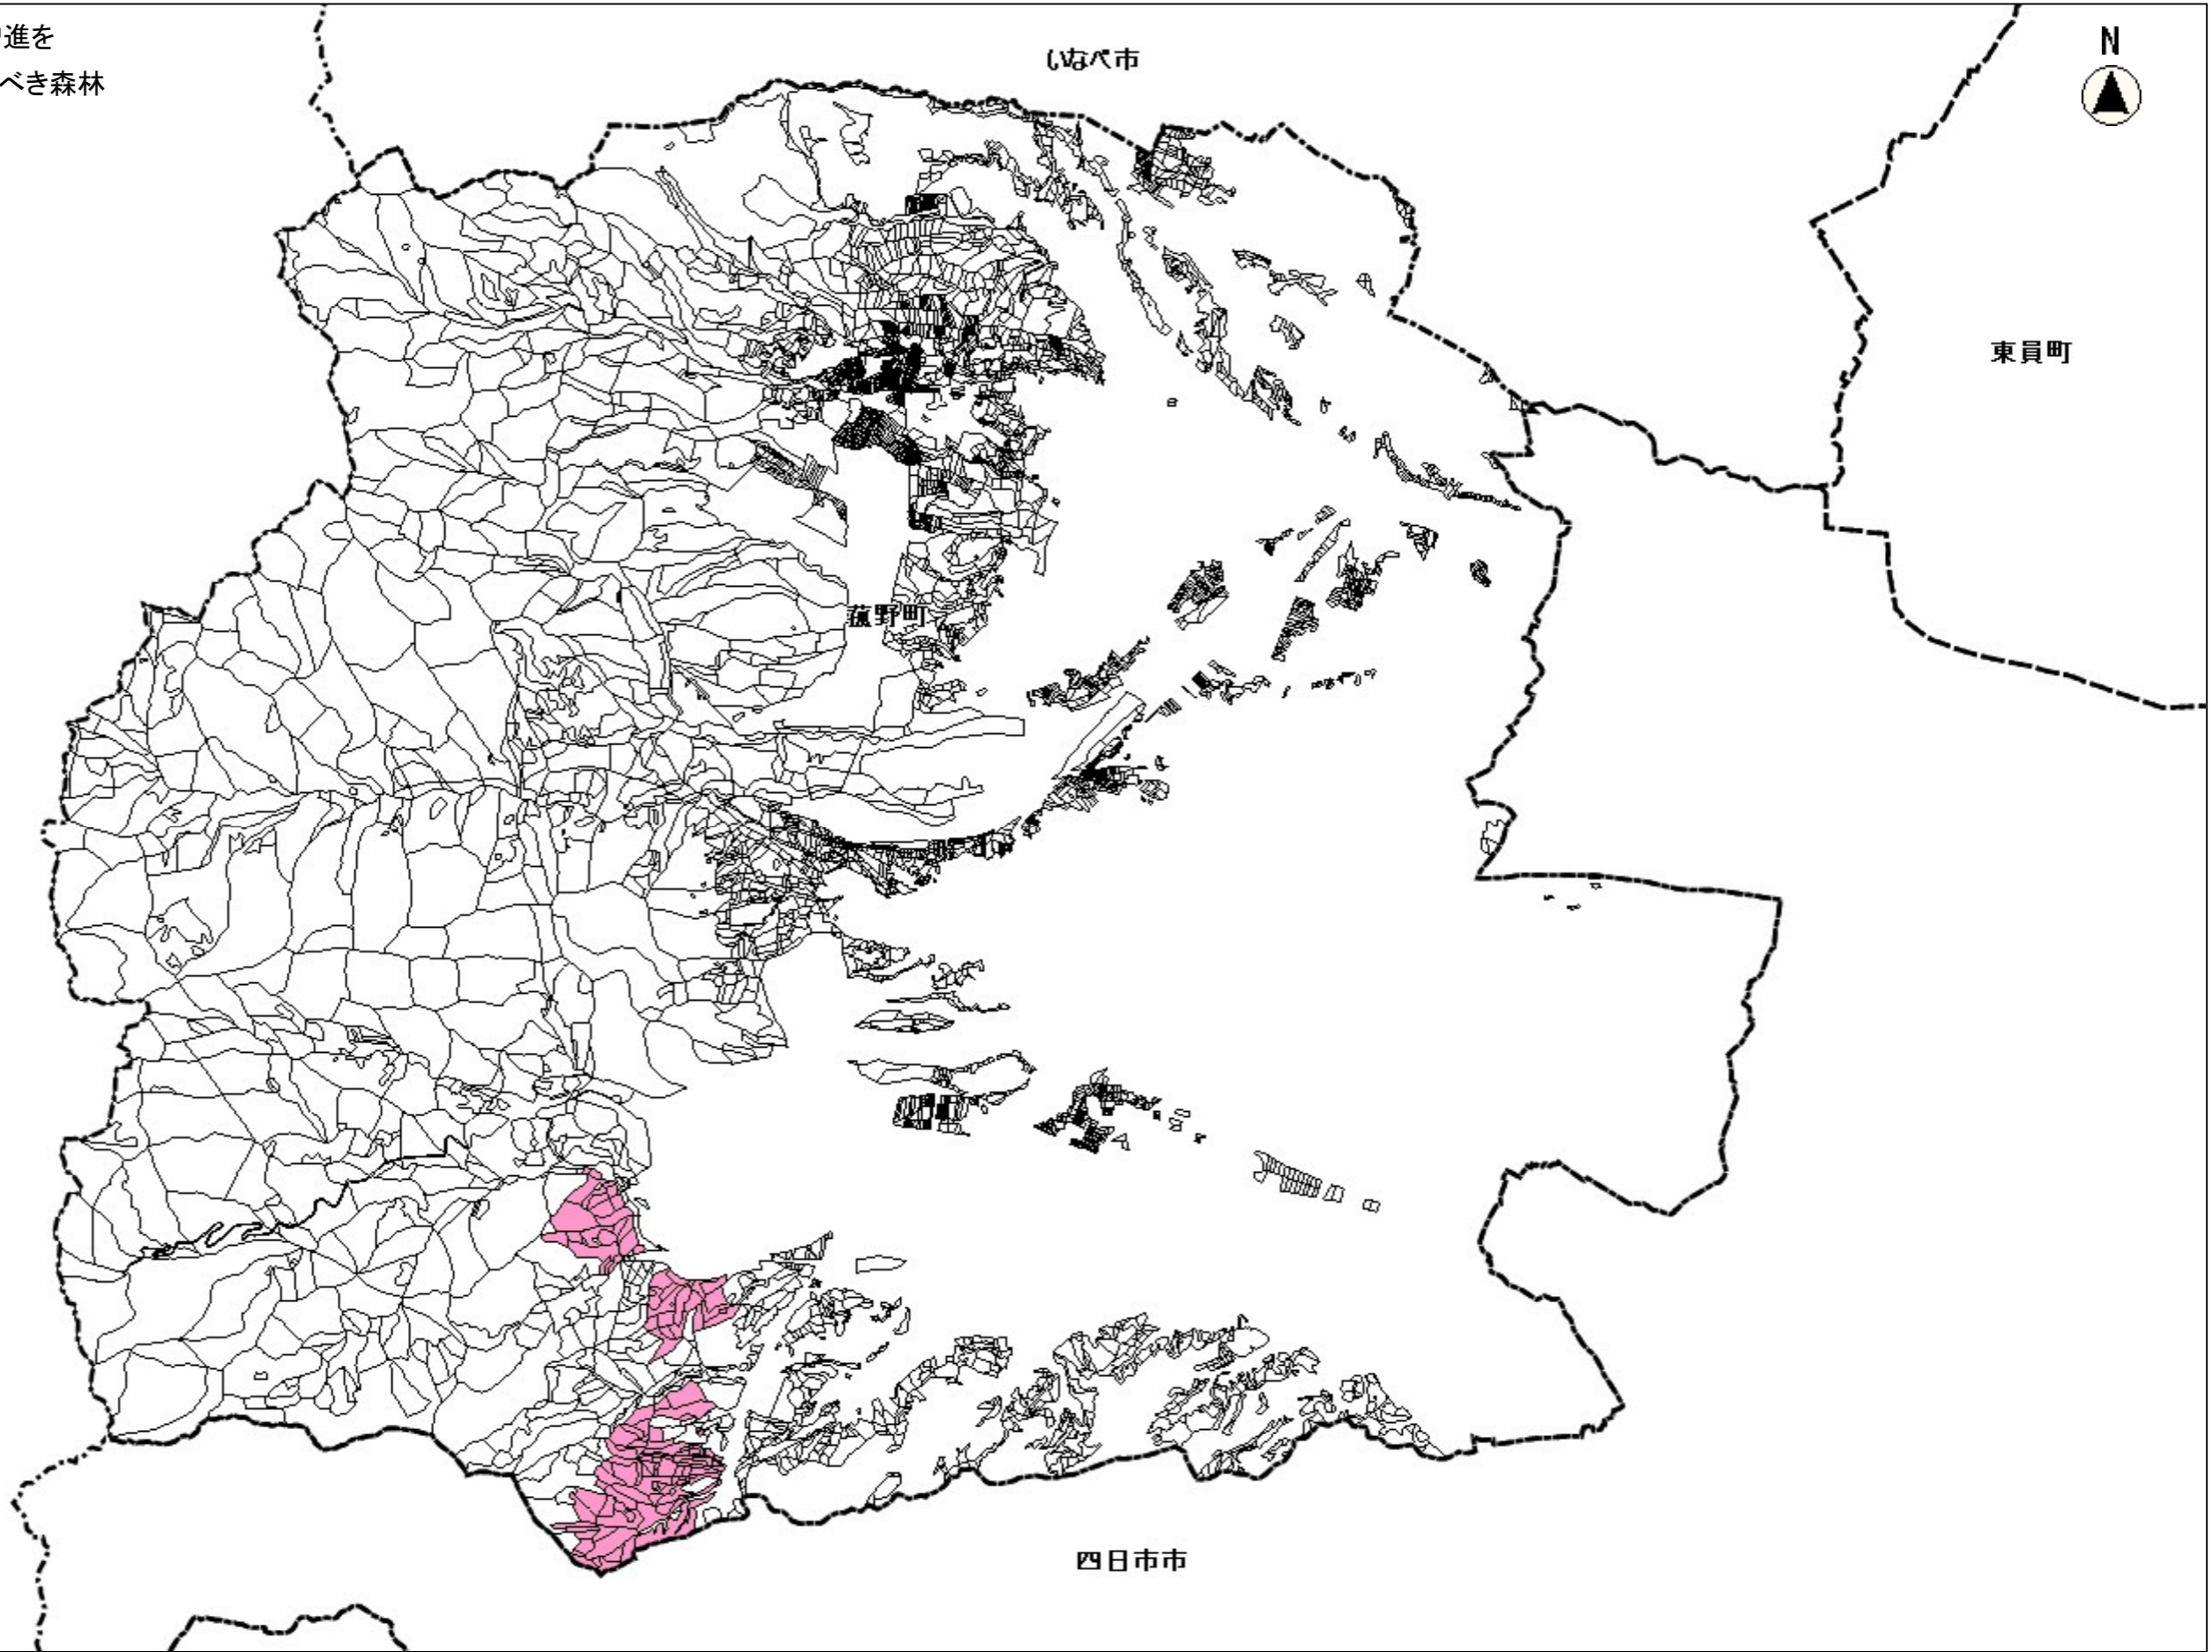 進を
べき森林
いなべ市
N
東員町
菰野町
四日市市